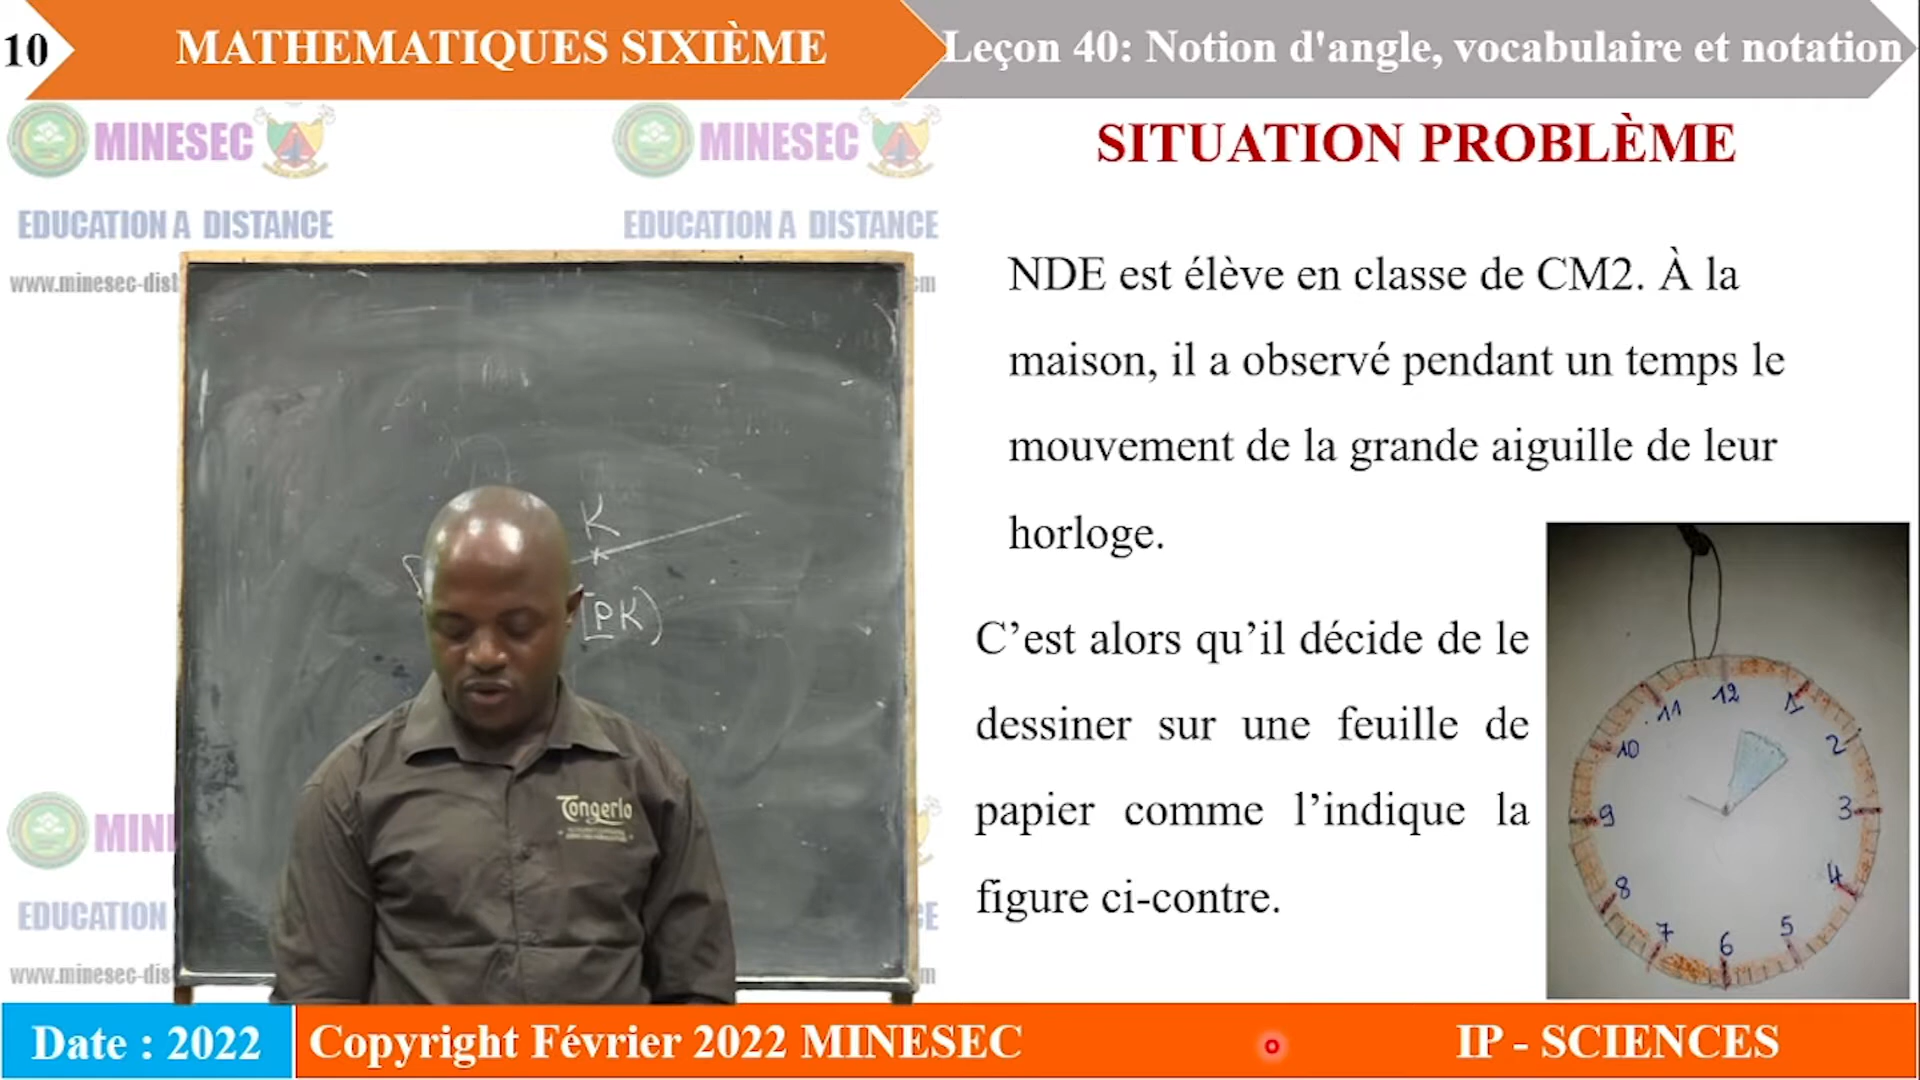 10
MATHEMATIQUES SIXIÈME
Leçon 40: Notion d'angle, vocabulaire et notation
MINESEC
MINESEC
EDUCATION A DISTANCE
EDUCATION A DISTANCE
SITUATION PROBLÈME
NDE est élève en classe de CM2. À la
maison, il a observé pendant un temps le
mouvement de la grande aiguille de leur
horloge.
C’est alors qu’il décide de le
dessiner sur une feuille de
papier comme l’indique la
figure ci-contre.
K
[PK)
Tongerlo
12
1
2
3
4
5
6
7
8
9
10
11
EDUCATION
Date : 2022
Copyright Février 2022 MINESEC
IP - SCIENCES